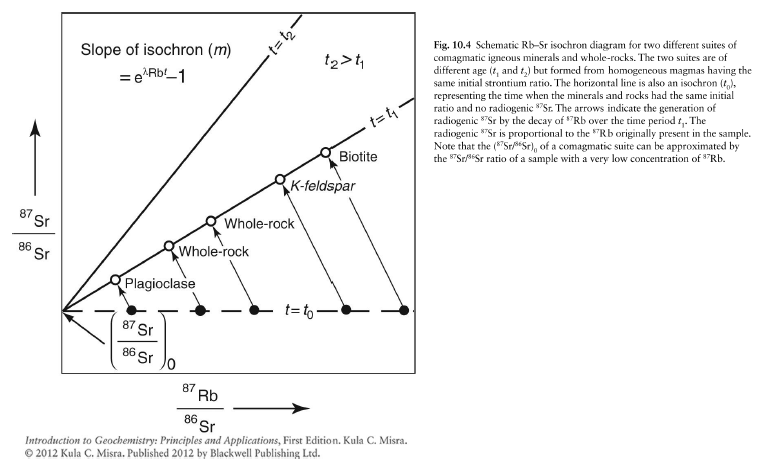 Slope of isochron (m)
= e^λRbt–1
t=t₂
t₂>t₁
t=t₁
Biotite
K-feldspar
Whole-rock
Whole-rock
Plagioclase
t=t₀
⁸⁷Sr
⁸⁶Sr
(⁸⁷Sr
⁸⁶Sr)₀
⁸⁷Rb
⁸⁶Sr
Fig. 10.4 Schematic Rb–Sr isochron diagram for two different suites of
comagmatic igneous minerals and whole-rocks. The two suites are of
different age (t₁ and t₂) but formed from homogeneous magmas having the
same initial strontium ratio. The horizontal line is also an isochron (t₀),
representing the time when the minerals and rocks had the same initial
ratio and no radiogenic ⁸⁷Sr. The arrows indicate the generation of
radiogenic ⁸⁷Sr by the decay of ⁸⁷Rb over the time period t₁. The
radiogenic ⁸⁷Sr is proportional to the ⁸⁷Rb originally present in the sample.
Note that the (⁸⁷Sr/⁸⁶Sr)₀ of a comagmatic suite can be approximated by
the ⁸⁷Sr/⁸⁶Sr ratio of a sample with a very low concentration of ⁸⁷Rb.
Introduction to Geochemistry: Principles and Applications, First Edition. Kula C. Misra.
© 2012 Kula C. Misra. Published 2012 by Blackwell Publishing Ltd.